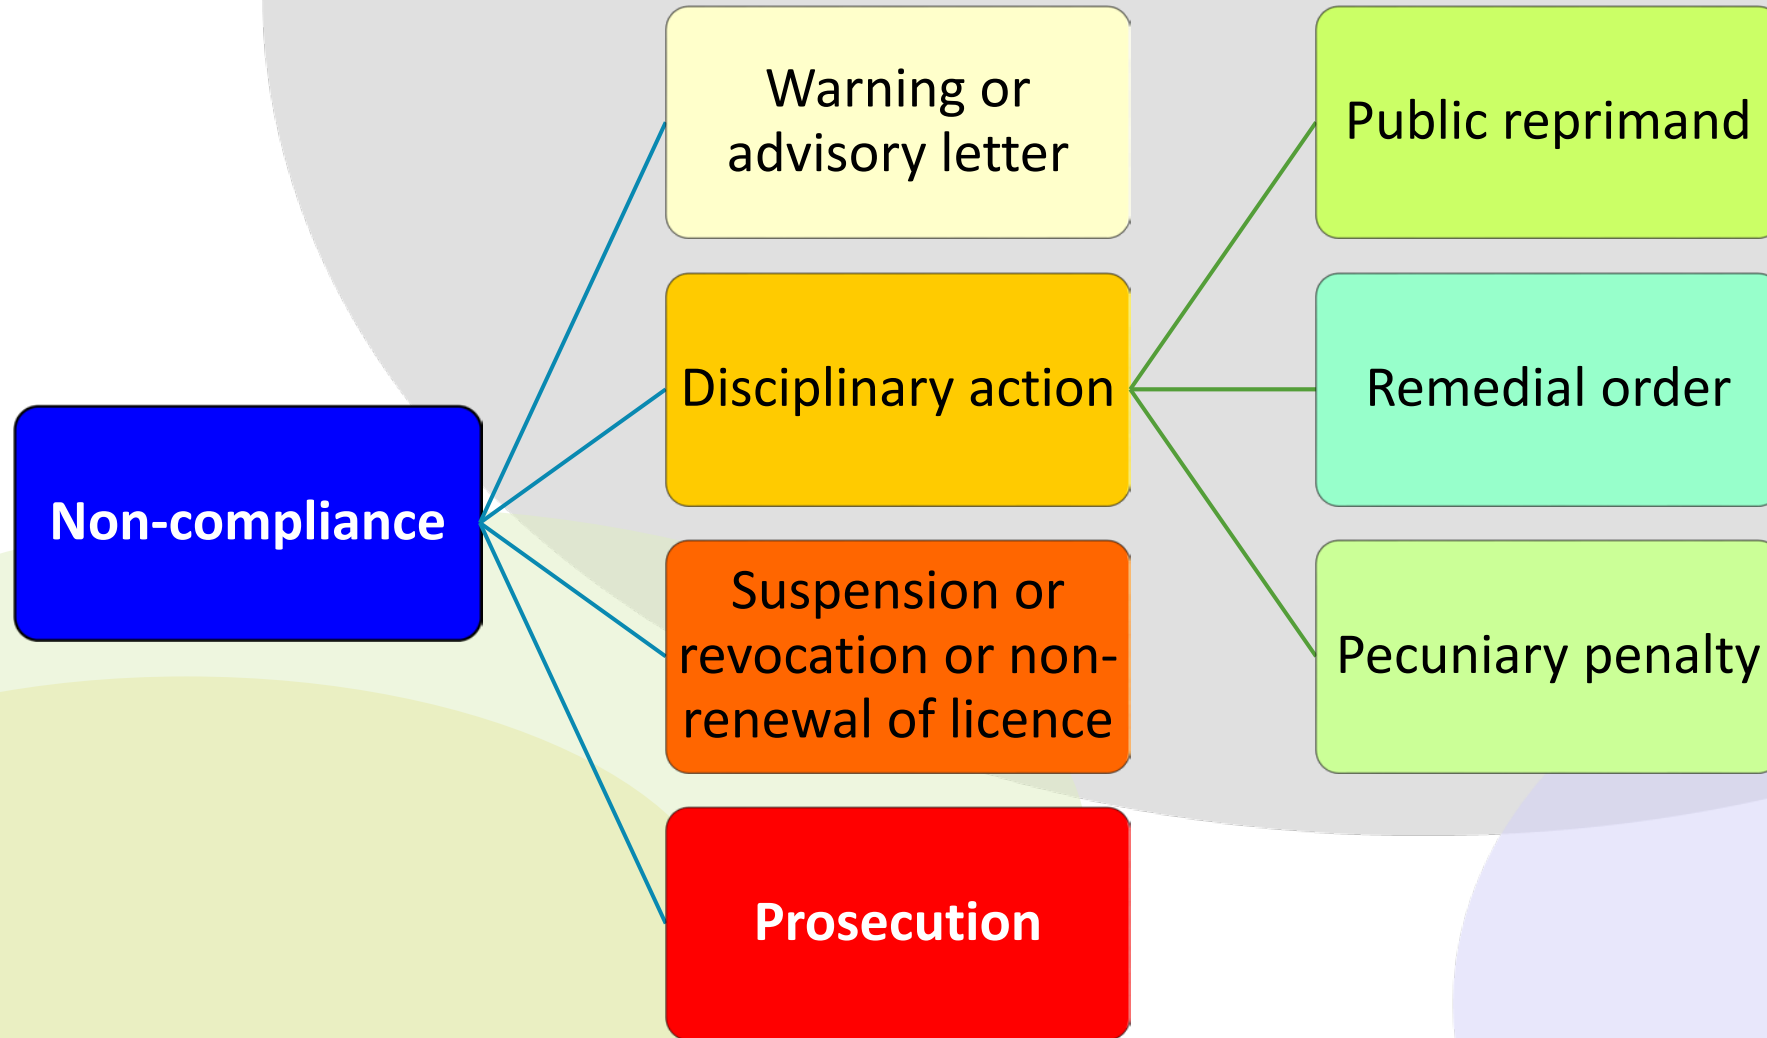 Non-compliance
Warning or
advisory letter
Disciplinary action
Suspension or
revocation or non-
renewal of licence
Prosecution
Public reprimand
Remedial order
Pecuniary penalty